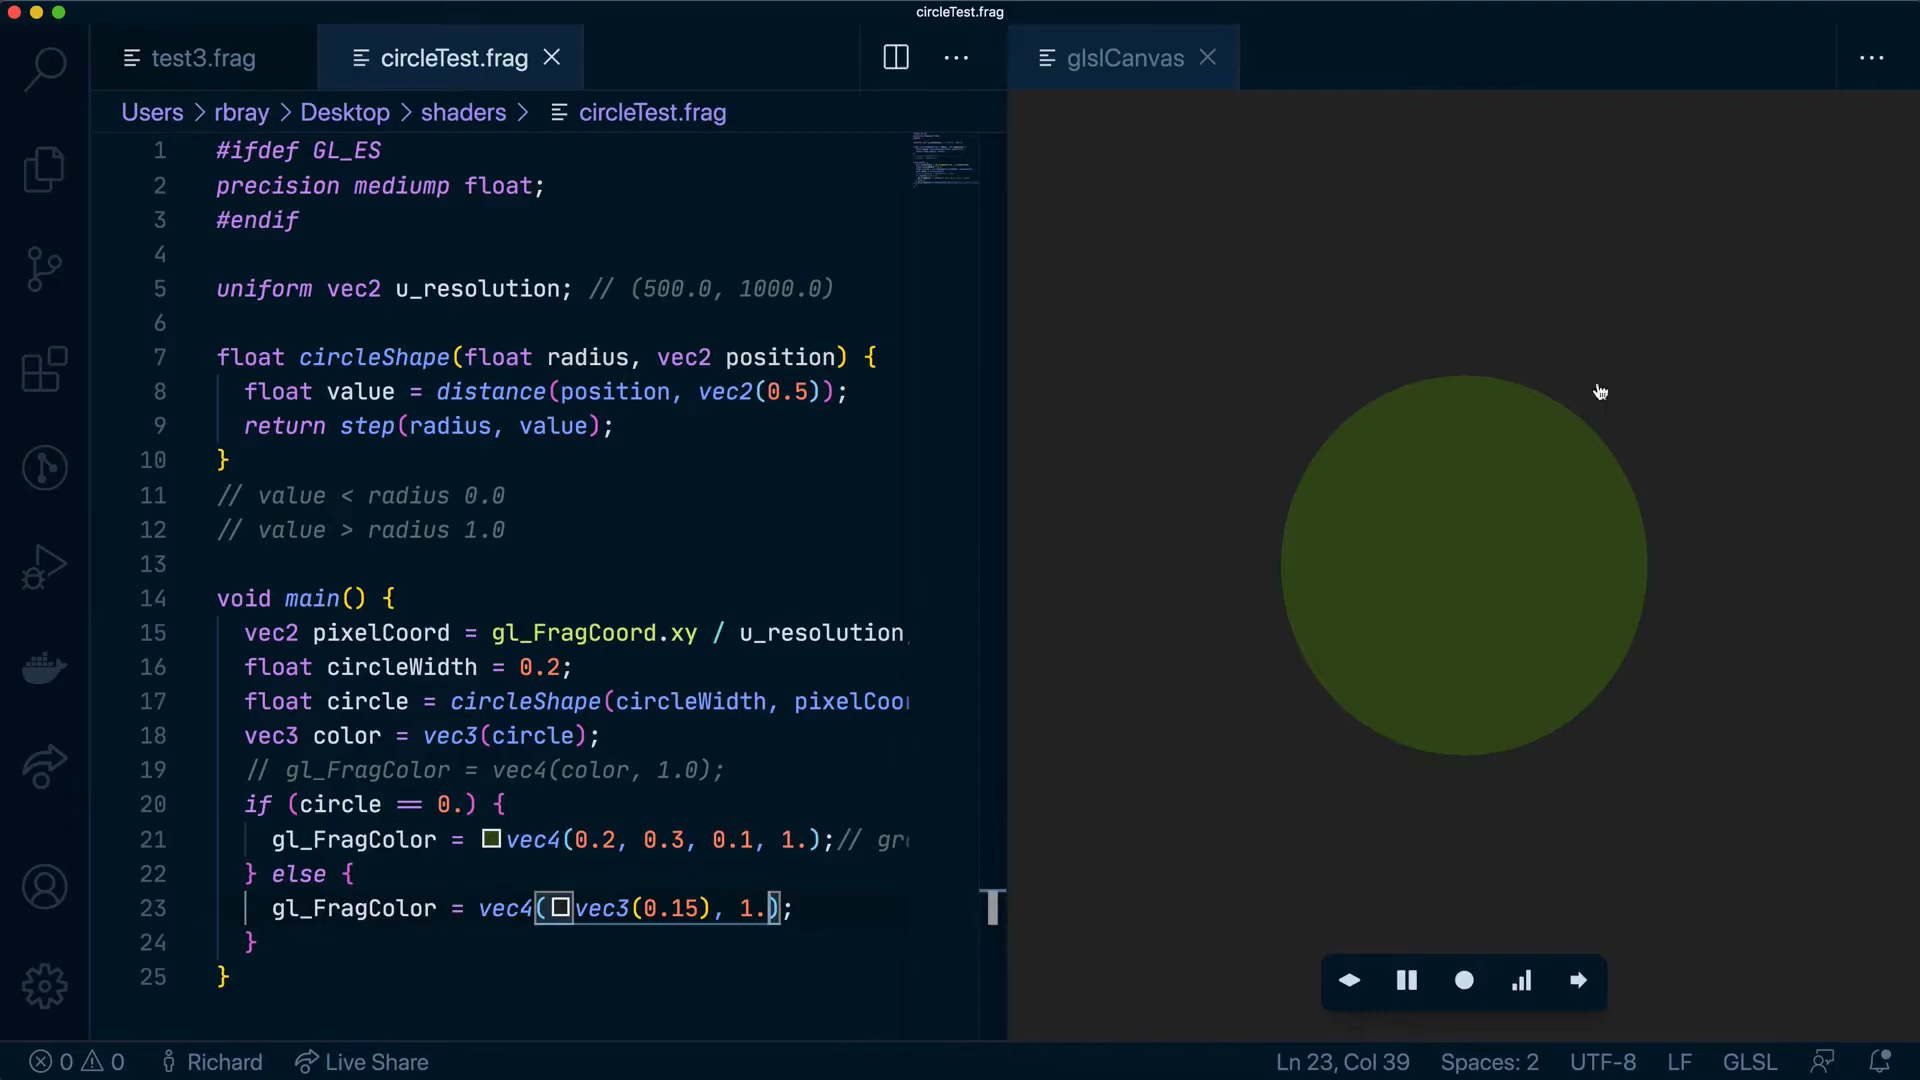 circleTest.frag
test3.frag
circleTest.frag
glslCanvas
Users > rbray > Desktop > shaders > circleTest.frag
1 #ifdef GL_ES
2 precision mediump float;
3 #endif
4
5 uniform vec2 u_resolution; // (500.0, 1000.0)
6
7 float circleShape(float radius, vec2 position) {
8 float value = distance(position, vec2(0.5));
9 return step(radius, value);
10 }
11 // value < radius 0.0
12 // value > radius 1.0
13
14 void main() {
15 vec2 pixelCoord = gl_FragCoord.xy / u_resolution
16 float circleWidth = 0.2;
17 float circle = circleShape(circleWidth, pixelCoor
18 vec3 color = vec3(circle);
19 // gl_FragColor = vec4(color, 1.0);
20 if (circle == 0.) {
21 gl_FragColor = vec4(0.2, 0.3, 0.1, 1.);// gr
22 } else {
23 gl_FragColor = vec4(vec3(0.15), 1.);
24 }
25 }
0 0 Richard Live Share
Ln 23, Col 39 Spaces: 2 UTF-8 LF GLSL